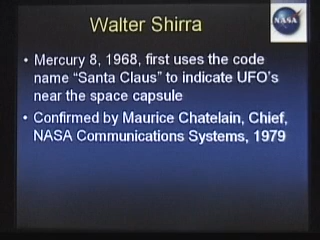 Walter Shirra
NASA
• Mercury 8, 1968, first uses the code
name “Santa Claus” to indicate UFO's
near the space capsule
• Confirmed by Maurice Chatelain, Chief,
NASA Communications Systems, 1979